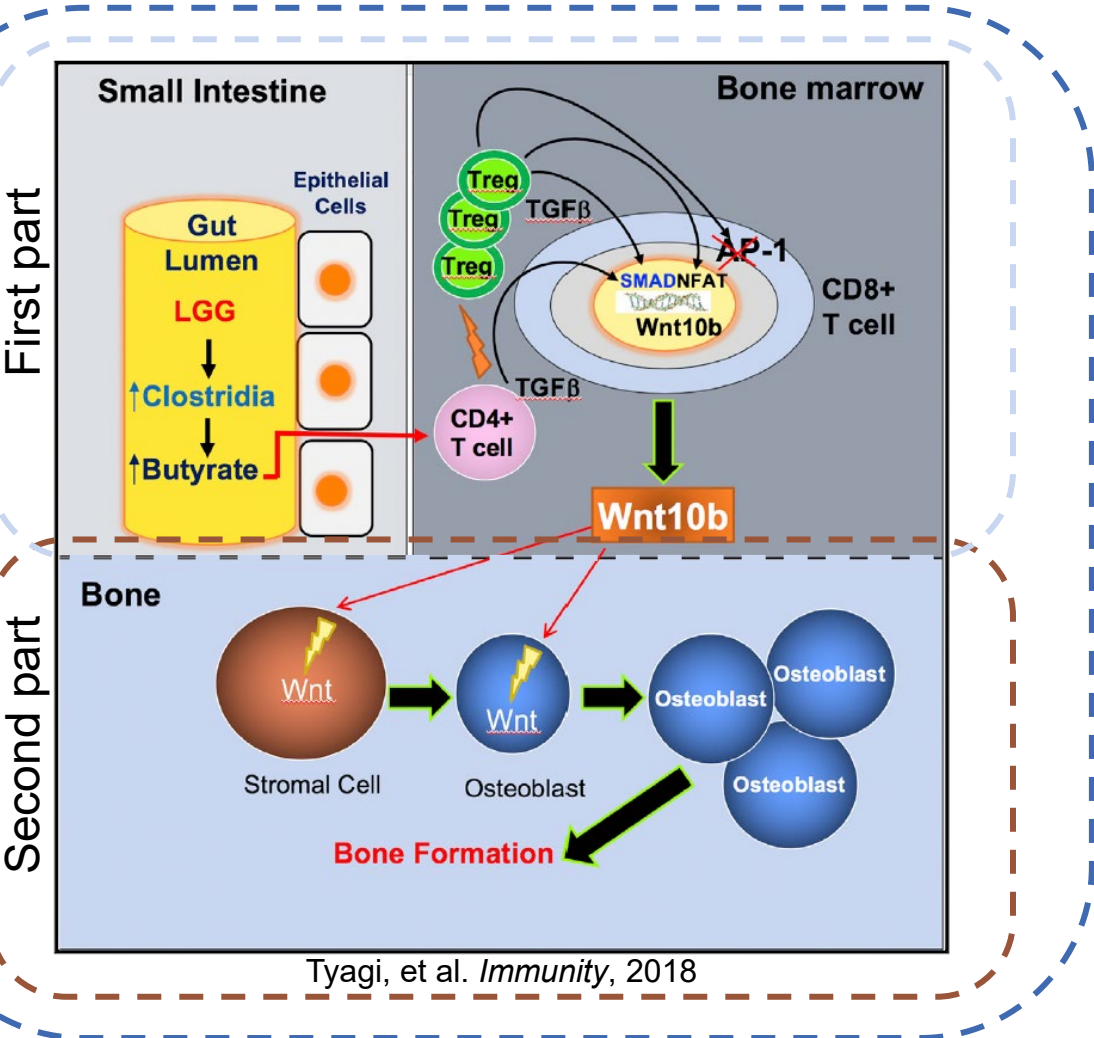 First part
Small Intestine
Epithelial
Cells
Gut
Lumen
LGG
↑Clostridia
↑Butyrate
Bone marrow
Treg
Treg
Treg
TGFβ
AP-1
SMADNFAT
Wnt10b
CD8+
T cell
TGFβ
CD4+
T cell
Wnt10b
Second part
Bone
Wnt
Stromal Cell
Wnt
Osteoblast
Osteoblast
Osteoblast
Osteoblast
Bone Formation
Tyagi, et al. Immunity, 2018